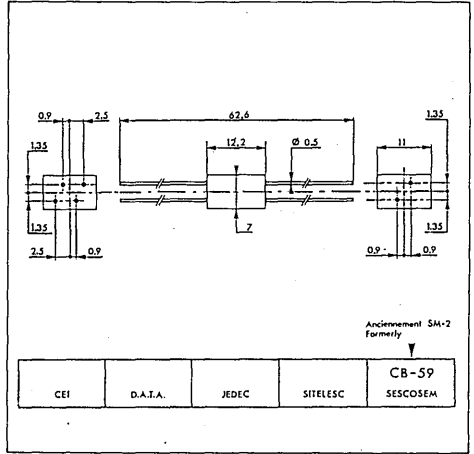 0.9 2.5 62,6 1.35
12,2 Ø 0.5 11
1.35
7
1.35 1.35
2.5 0.9 0.9 0.9
Anciennement SM-2
Formerly
CB-59
CEI D.A.T.A. JEDEC SITELESC SESCOSEM